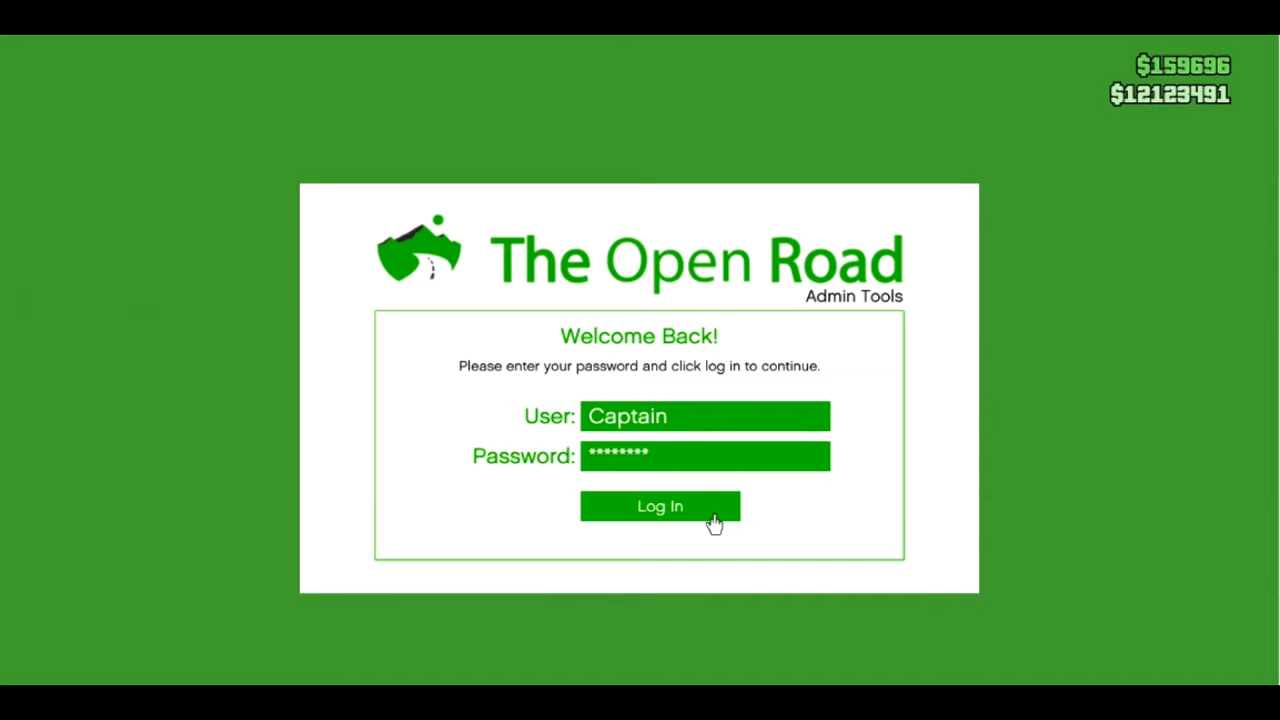 $159696
$12123491
The Open Road
Admin Tools
Welcome Back!
Please enter your password and click log in to continue.
User: Captain
Password: ********
Log In